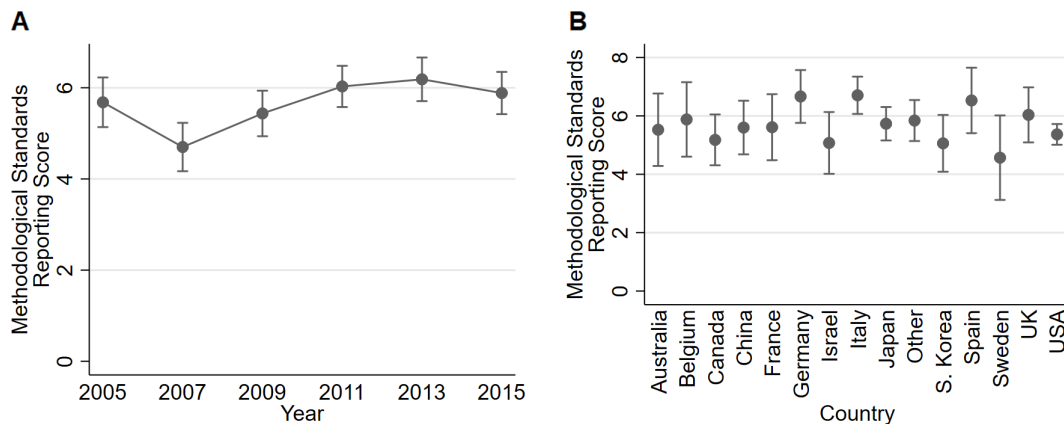 A
Methodological Standards
Reporting Score
6
4
2
0
2005 2007 2009 2011 2013 2015
Year
B
Methodological Standards
Reporting Score
8
6
4
2
0
Australia
Belgium
Canada
China
France
Germany
Israel
Italy
Japan
Other
S. Korea
Spain
Sweden
UK
USA
Country